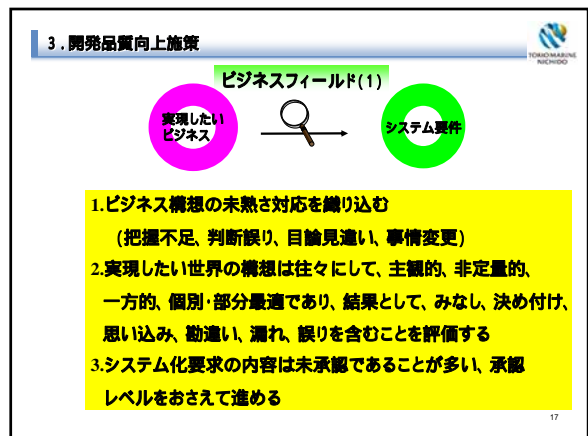 3.開発品質向上施策
TOKIO MARINE
NICHIDO
ビジネスフィールド(1)
実現したい
ビジネス
システム要件
1.ビジネス構想の未熟さ対応を織り込む
(把握不足、判断誤り、目論見違い、事情変更)
2.実現したい世界の構想は往々にして、主観的、非定量的、
一方的、個別・部分最適であり、結果として、みなし、決め付け、
思い込み、勘違い、漏れ、誤りを含むことを評価する
3.システム化要求の内容は未承認であることが多い、承認
レベルをおさえて進める
17